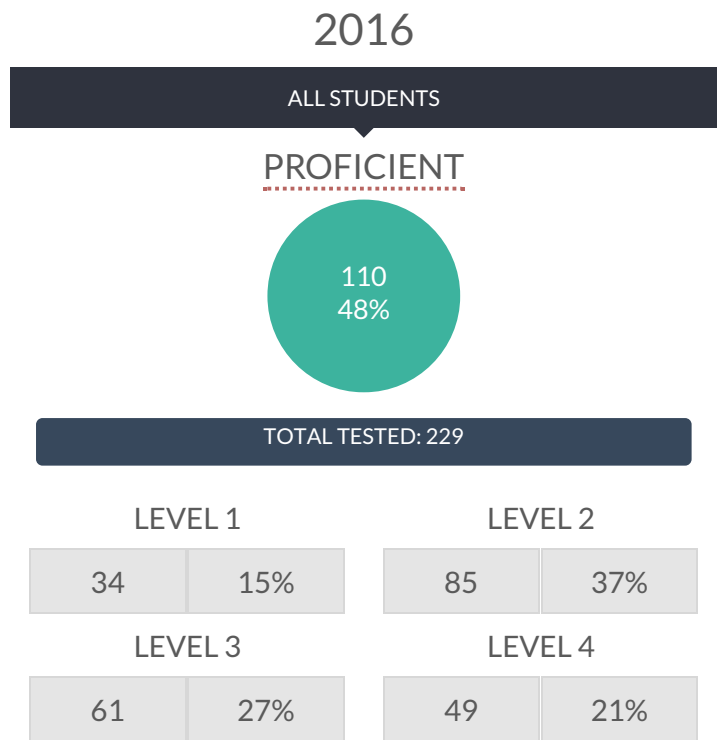 2016
ALL STUDENTS
PROFICIENT
110
48%
TOTAL TESTED: 229
LEVEL 1 LEVEL 2
34 15% 85 37%
LEVEL 3 LEVEL 4
61 27% 49 21%